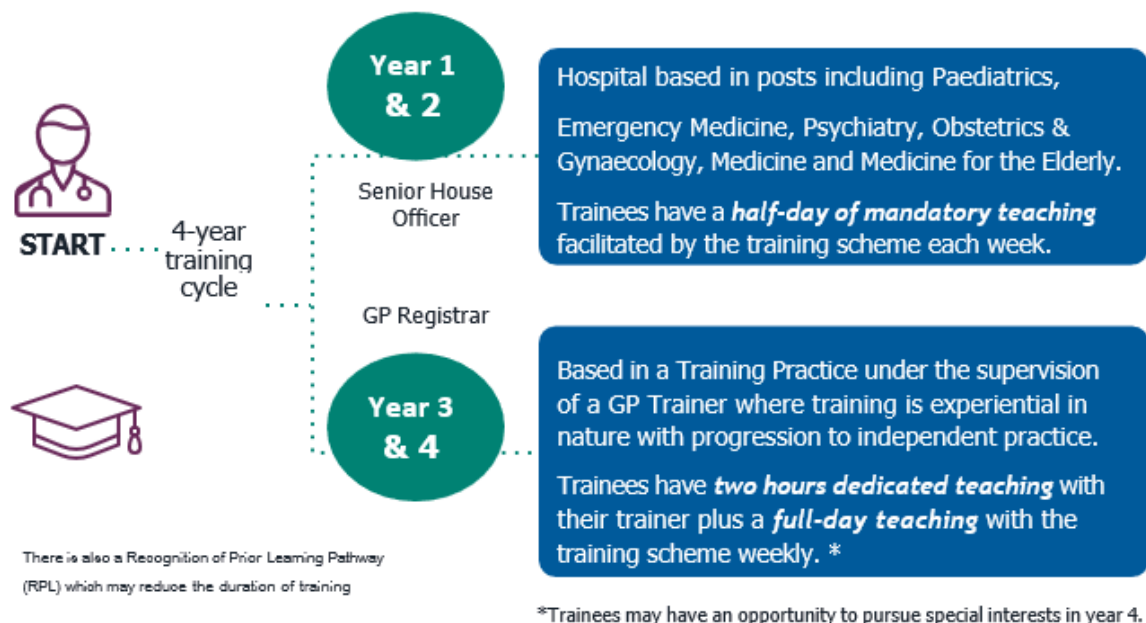 START
4-year
training
cycle
Year 1
& 2
Senior House
Officer
Hospital based in posts including Paediatrics,
Emergency Medicine, Psychiatry, Obstetrics &
Gynaecology, Medicine and Medicine for the Elderly.
Trainees have a half-day of mandatory teaching
facilitated by the training scheme each week.
GP Registrar
Year 3
& 4
Based in a Training Practice under the supervision
of a GP Trainer where training is experiential in
nature with progression to independent practice.
Trainees have two hours dedicated teaching with
their trainer plus a full-day teaching with the
training scheme weekly. *
There is also a Recognition of Prior Learning Pathway
(RPL) which may reduce the duration of training
*Trainees may have an opportunity to pursue special interests in year 4.